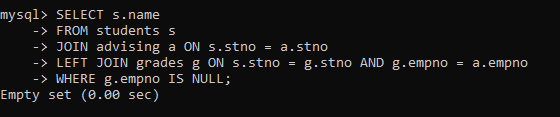 mysql> SELECT s.name
    -> FROM students s
    -> JOIN advising a ON s.stno = a.stno
    -> LEFT JOIN grades g ON s.stno = g.stno AND g.empno = a.empno
    -> WHERE g.empno IS NULL;
Empty set (0.00 sec)